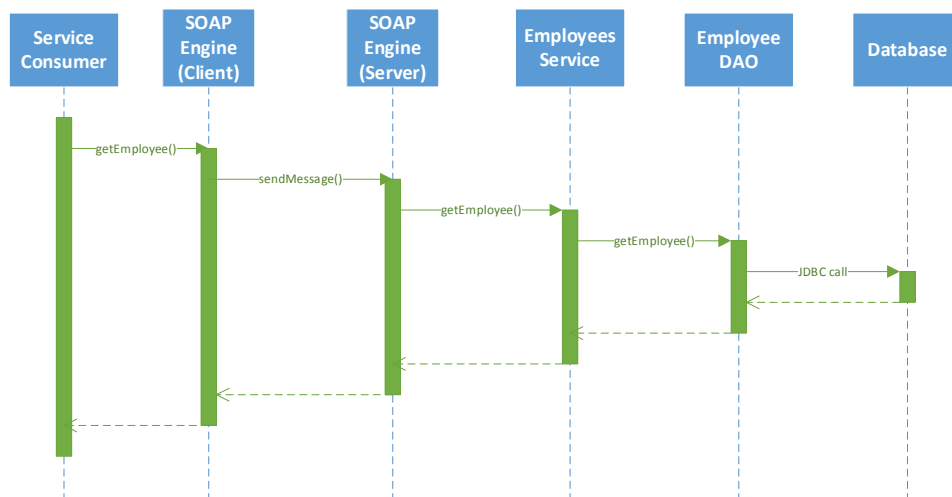 Service
Consumer
SOAP
Engine
(Client)
SOAP
Engine
(Server)
Employees
Service
Employee
DAO
Database
getEmployee()
sendMessage()
getEmployee()
getEmployee()
JDBC call